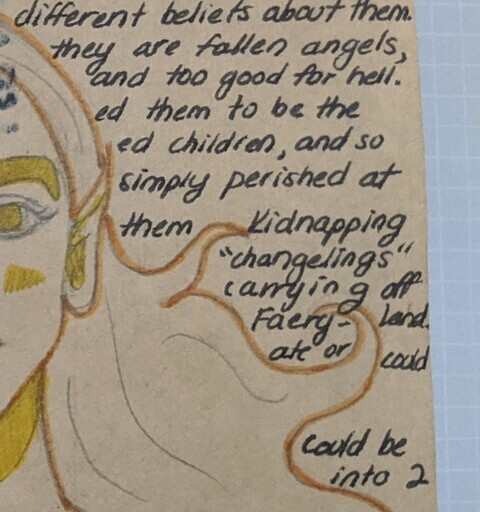 different beliefs about them.
they are fallen angels,
and too good for hell.
ed them to be the
ed children, and so
simply perished at
them Kidnapping
"changelings"
carrying off
Faery- land.
ate or could
could be
into 2